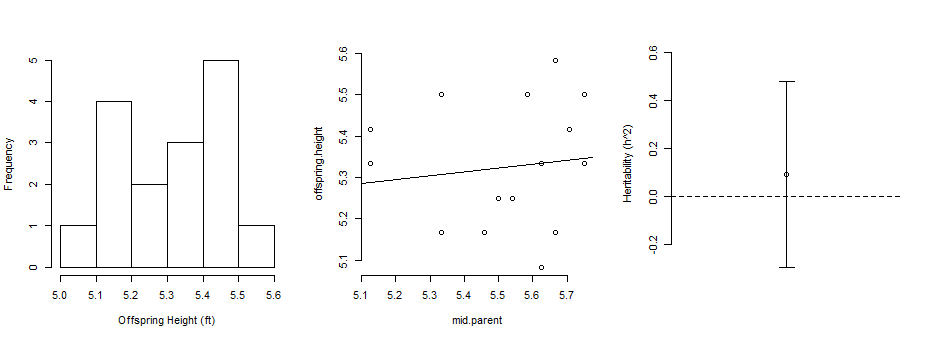 Frequency
0
1
2
3
4
5
5.0 5.1 5.2 5.3 5.4 5.5 5.6
Offspring Height (ft)
offspring.height
5.1
5.2
5.3
5.4
5.5
5.6
5.1 5.2 5.3 5.4 5.5 5.6 5.7
mid.parent
Heritability (h^2)
-0.2
0.0
0.2
0.4
0.6